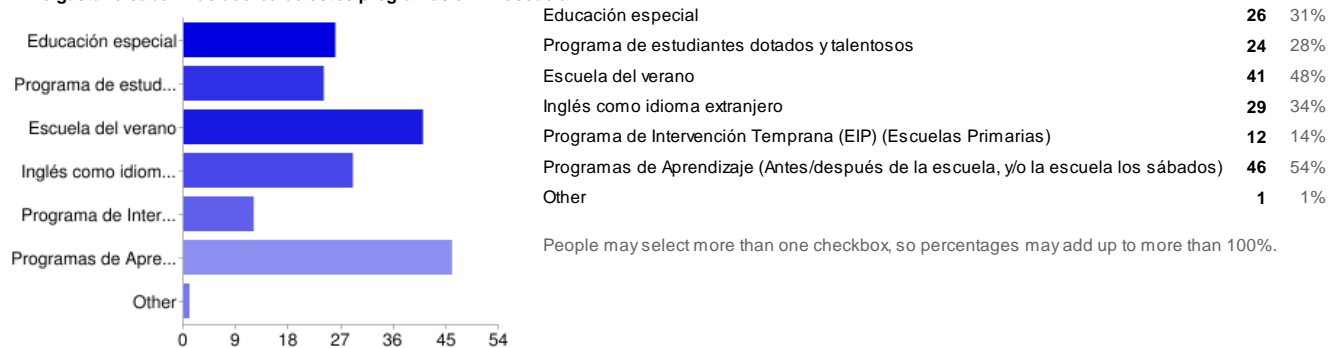 Educación especial
Programa de estud...
Escuela del verano
Inglés como idiom...
Programa de Inter...
Programas de Apre...
Other
0 9 18 27 36 45 54
Educación especial 26 31%
Programa de estudiantes dotados y talentosos 24 28%
Escuela del verano 41 48%
Inglés como idioma extranjero 29 34%
Programa de Intervención Temprana (EIP) (Escuelas Primarias) 12 14%
Programas de Aprendizaje (Antes/después de la escuela, y/o la escuela los sábados) 46 54%
Other 1 1%
People may select more than one checkbox, so percentages may add up to more than 100%.